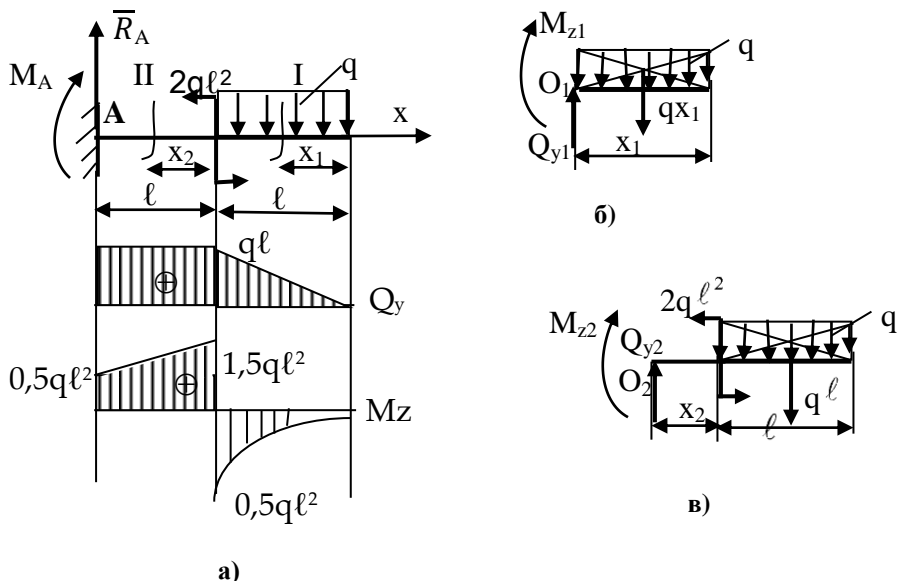 R̅A
MA
II
2qℓ²
I
q
A
x
x2
x1
ℓ
ℓ
qℓ
⊕
Qy
0,5qℓ²
1,5qℓ²
⊕
Mz
0,5qℓ²
а)
Mz1
q
O1
qx1
Qy1
x1
б)
2qℓ²
q
Mz2
Qy2
O2
qℓ
x2
ℓ
в)